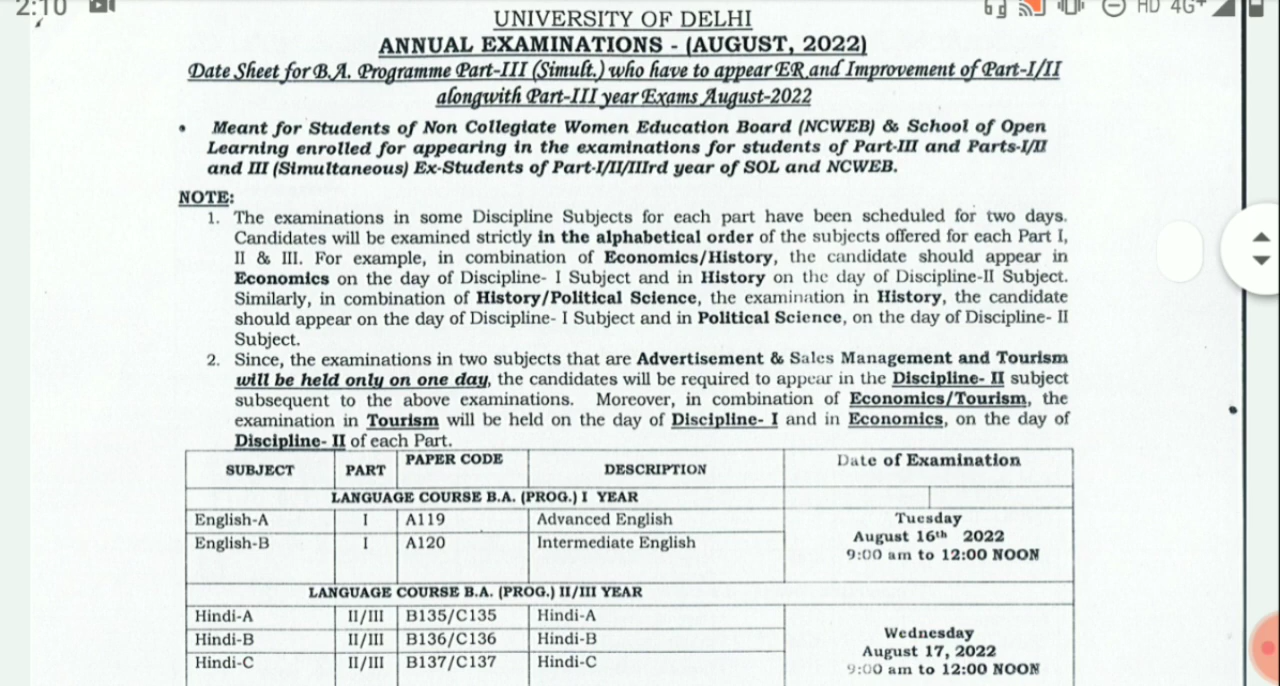 2:10
HD 4G+
UNIVERSITY OF DELHI
ANNUAL EXAMINATIONS - (AUGUST, 2022)
Date Sheet for B.A. Programme Part-III (Simult.) who have to appear ER and Improvement of Part-I/II
alongwith Part-III year Exams August-2022
• Meant for Students of Non Collegiate Women Education Board (NCWEB) & School of Open
Learning enrolled for appearing in the examinations for students of Part-III and Parts-I/II
and III (Simultaneous) Ex-Students of Part-I/II/IIIrd year of SOL and NCWEB.
NOTE:
1. The examinations in some Discipline Subjects for each part have been scheduled for two days.
Candidates will be examined strictly in the alphabetical order of the subjects offered for each Part I,
II & III. For example, in combination of Economics/History, the candidate should appear in
Economics on the day of Discipline- I Subject and in History on the day of Discipline-II Subject.
Similarly, in combination of History/Political Science, the examination in History, the candidate
should appear on the day of Discipline- I Subject and in Political Science, on the day of Discipline- II
Subject.
2. Since, the examinations in two subjects that are Advertisement & Sales Management and Tourism
will be held only on one day, the candidates will be required to appear in the Discipline- II subject
subsequent to the above examinations. Moreover, in combination of Economics/Tourism, the
examination in Tourism will be held on the day of Discipline- I and in Economics, on the day of
Discipline- II of each Part.
SUBJECT PART PAPER CODE DESCRIPTION Date of Examination
LANGUAGE COURSE B.A. (PROG.) I YEAR
English-A I A119 Advanced English
English-B I A120 Intermediate English
Tuesday
August 16th 2022
9:00 am to 12:00 NOON
LANGUAGE COURSE B.A. (PROG.) II/III YEAR
Hindi-A II/III B135/C135 Hindi-A
Hindi-B II/III B136/C136 Hindi-B
Hindi-C II/III B137/C137 Hindi-C
Wednesday
August 17, 2022
9:00 am to 12:00 NOON